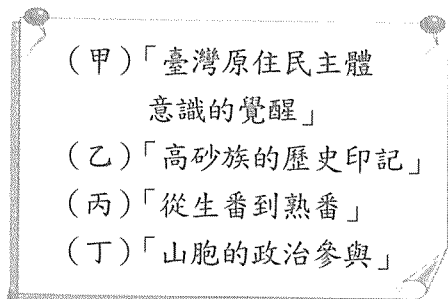 (甲)「臺灣原住民主體
意識的覺醒」
(乙)「高砂族的歷史印記」
(丙)「從生番到熟番」
(丁)「山胞的政治參與」